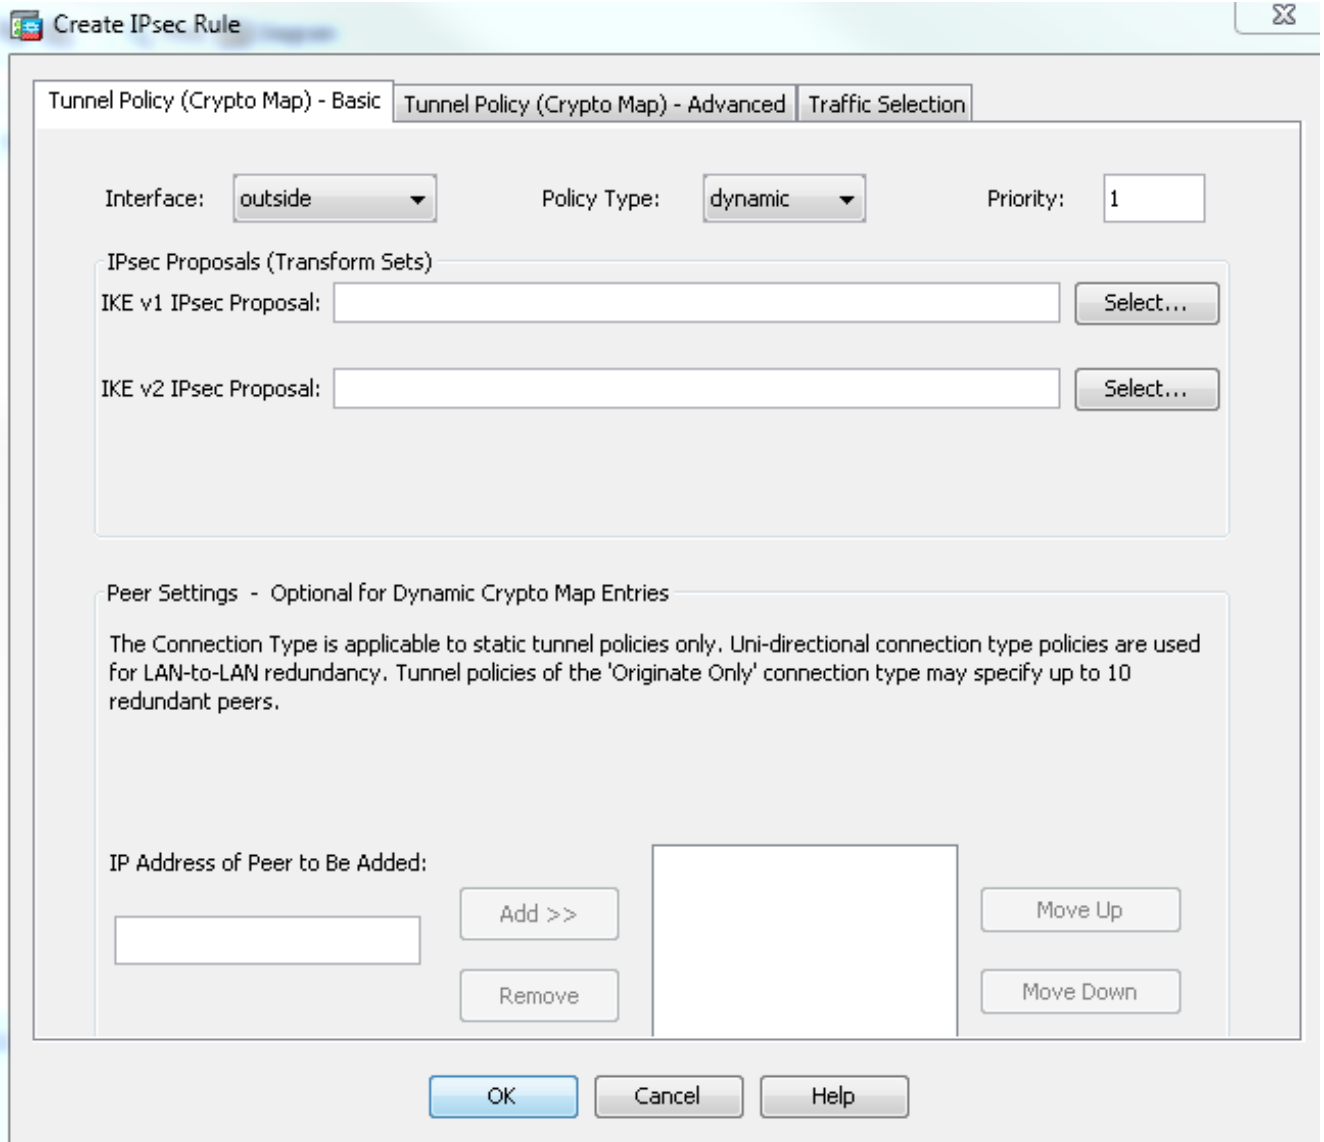 Create IPsec Rule
Tunnel Policy (Crypto Map) - Basic
Tunnel Policy (Crypto Map) - Advanced
Traffic Selection
Interface:
outside
Policy Type:
dynamic
Priority:
1
IPsec Proposals (Transform Sets)
IKE v1 IPsec Proposal:
Select...
IKE v2 IPsec Proposal:
Select...
Peer Settings - Optional for Dynamic Crypto Map Entries
The Connection Type is applicable to static tunnel policies only. Uni-directional connection type policies are used
for LAN-to-LAN redundancy. Tunnel policies of the 'Originate Only' connection type may specify up to 10
redundant peers.
IP Address of Peer to Be Added:
Add >>
Move Up
Remove
Move Down
OK
Cancel
Help